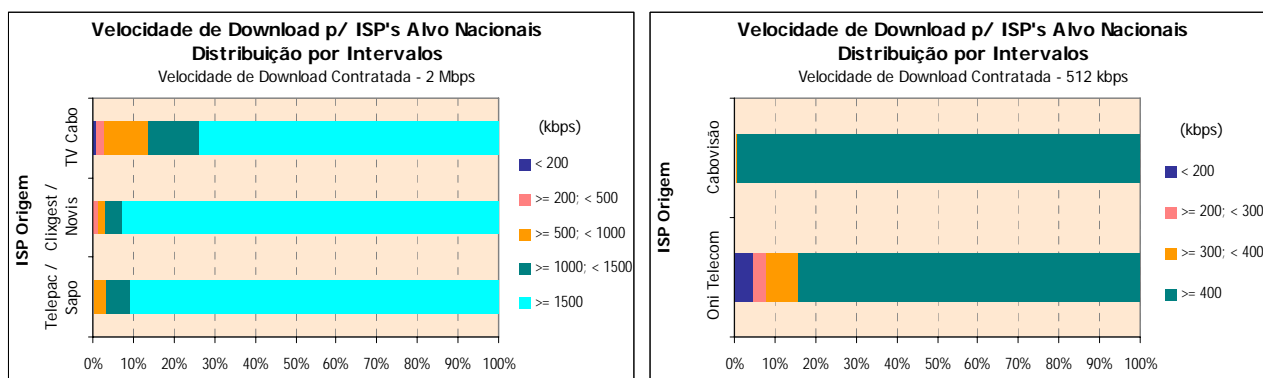 Velocidade de Download p/ ISP's Alvo Nacionais
Distribuição por Intervalos
Velocidade de Download Contratada - 2 Mbps
ISP Origem
TV Cabo
Clixgest /
Novis
Telepac /
Sapo
0% 10% 20% 30% 40% 50% 60% 70% 80% 90% 100%
(kbps)
< 200
>= 200; < 500
>= 500; < 1000
>= 1000; < 1500
>= 1500
Velocidade de Download p/ ISP's Alvo Nacionais
Distribuição por Intervalos
Velocidade de Download Contratada - 512 kbps
ISP Origem
Cabovisão
Oni Telecom
0% 10% 20% 30% 40% 50% 60% 70% 80% 90% 100%
(kbps)
< 200
>= 200; < 300
>= 300; < 400
>= 400